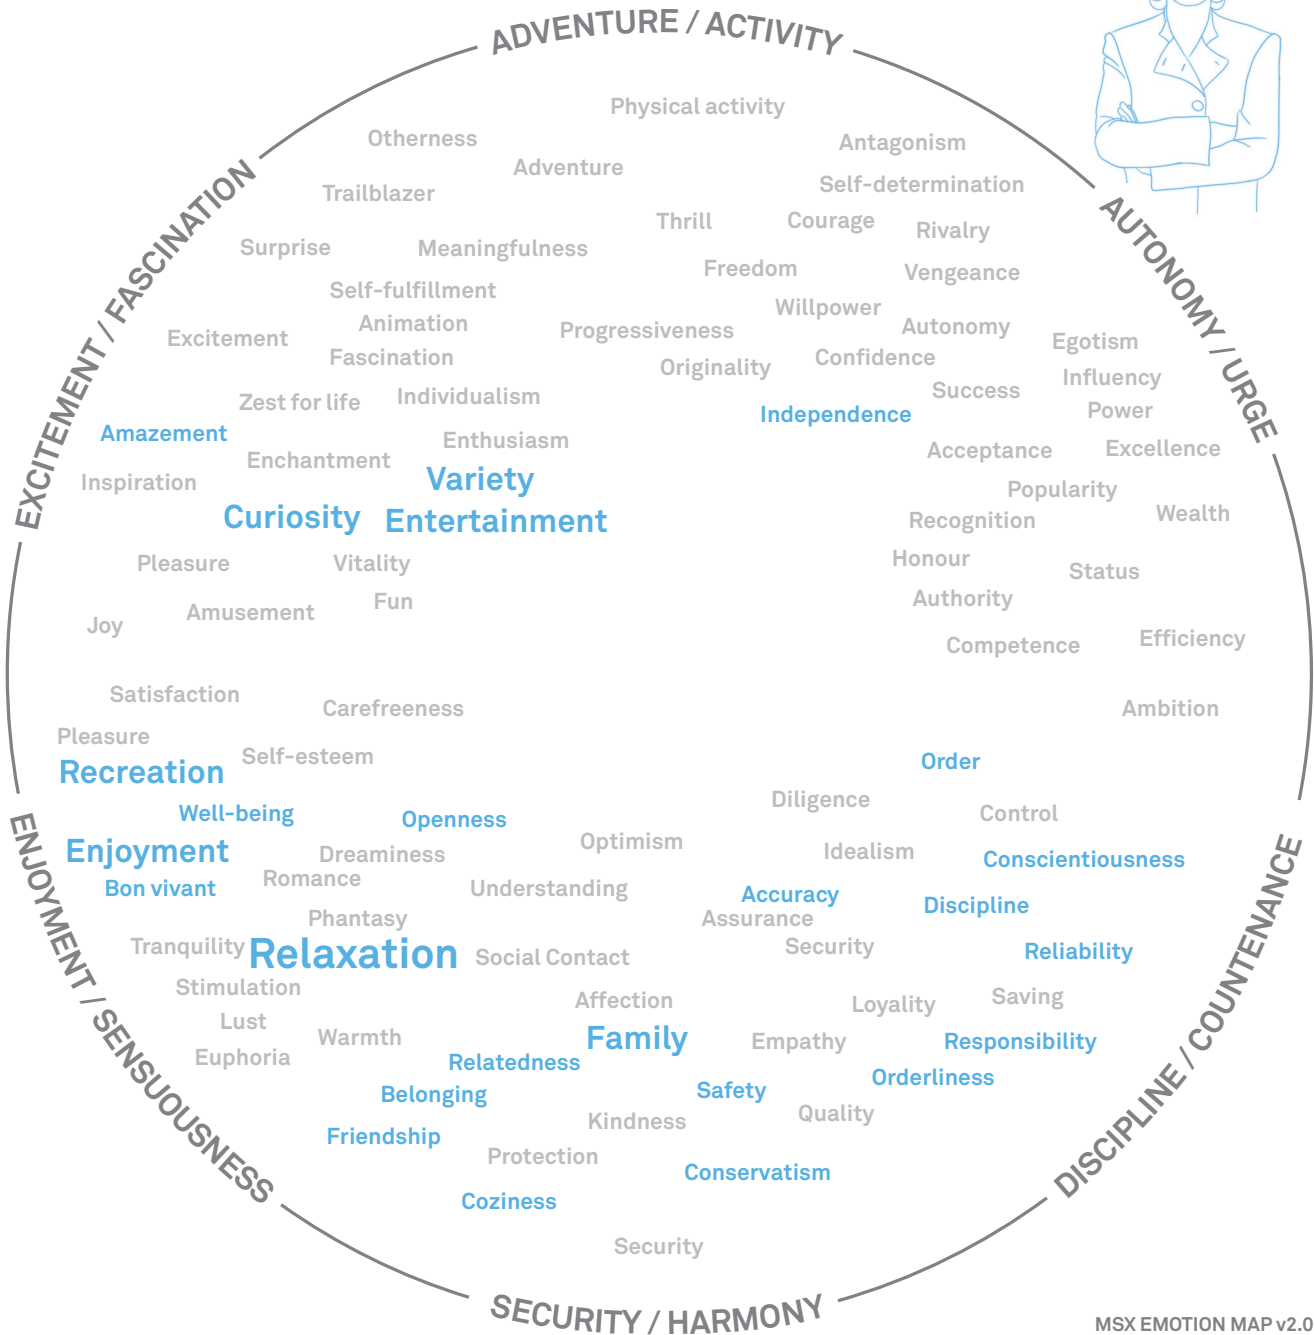 ADVENTURE / ACTIVITY
Physical activity
Otherness
Antagonism
Adventure
Self-determination
Trailblazer
Thrill
Courage
Rivalry
EXCITEMENT / FASCINATION
AUTONOMY / URGE
Surprise
Meaningfulness
Freedom
Vengeance
Self-fulfillment
Willpower
Animation
Progressiveness
Autonomy
Excitement
Egotism
Fascination
Originality
Confidence
Influency
Zest for life
Individualism
Success
Power
Amazement
Independence
Enthusiasm
Acceptance
Excellence
Enchantment
Inspiration
Variety
Popularity
Curiosity
Entertainment
Recognition
Wealth
Pleasure
Vitality
Honour
Status
Amusement
Fun
Authority
Joy
Competence
Efficiency
Satisfaction
Carefreeness
Ambition
Pleasure
Self-esteem
Order
Recreation
Well-being
Openness
Diligence
Control
ENJOYMENT / SENSUOUSNESS
DISCIPLINE / COUNTENANCE
Enjoyment
Dreaminess
Optimism
Idealism
Conscientiousness
Bon vivant
Romance
Understanding
Accuracy
Discipline
Phantasy
Assurance
Tranquility
Relaxation
Social Contact
Security
Reliability
Stimulation
Affection
Loyality
Saving
Lust
Warmth
Family
Empathy
Responsibility
Euphoria
Relatedness
Orderliness
Belonging
Safety
Quality
Friendship
Kindness
Protection
Conservatism
Coziness
Security
SECURITY / HARMONY
MSX EMOTION MAP v2.0